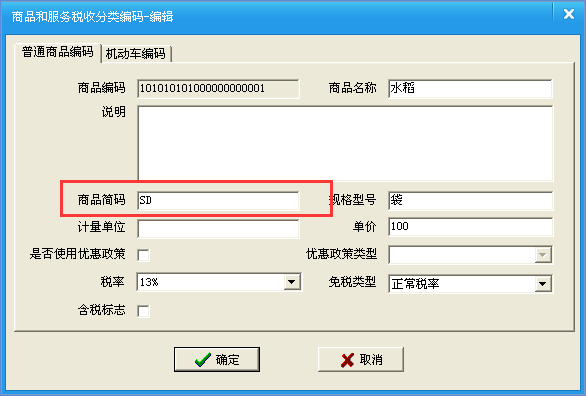 商品和服务税收分类编码-编辑
普通商品编码 机动车编码
商品编码 101010101000000000001 商品名称 水稻
说明
商品简码 SD 规格型号 袋
计量单位 单价 100
是否使用优惠政策 优惠政策类型
税率 13% 免税类型 正常税率
含税标志
确定 取消